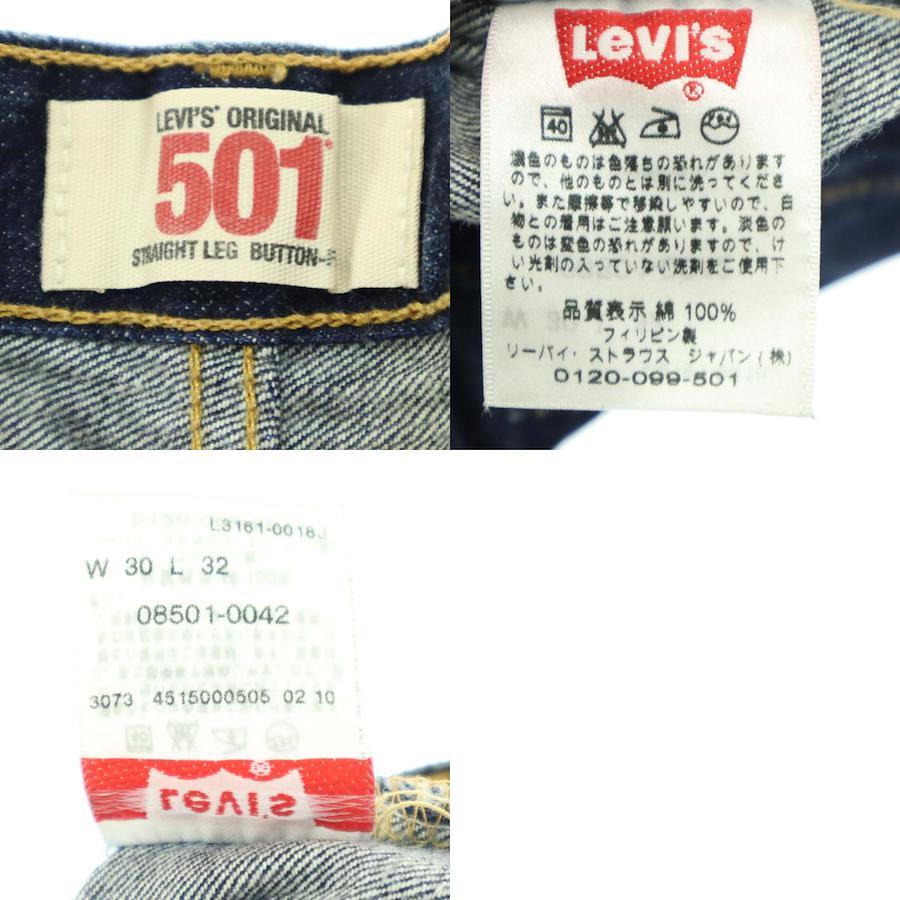 LEVI'S® ORIGINAL
501®
STRAIGHT LEG BUTTON-F
LEVI'S
®
40
濃色のものは色落ちの恐れがあります
ので、他のものとは別に洗ってくださ
い。また摩擦等で移染しやすいので、白
物との着用はご注意願います。淡色の
ものは変色の恐れがありますので、け
い光剤の入っていない洗剤をご使用下
さい。
品質表示 綿 100%
フィリピン製
リーバイ・ストラウス ジャパン(株)
0120-099-501
L3161-0018J
W 30 L 32
08501-0042
3073 4515000505 02 10